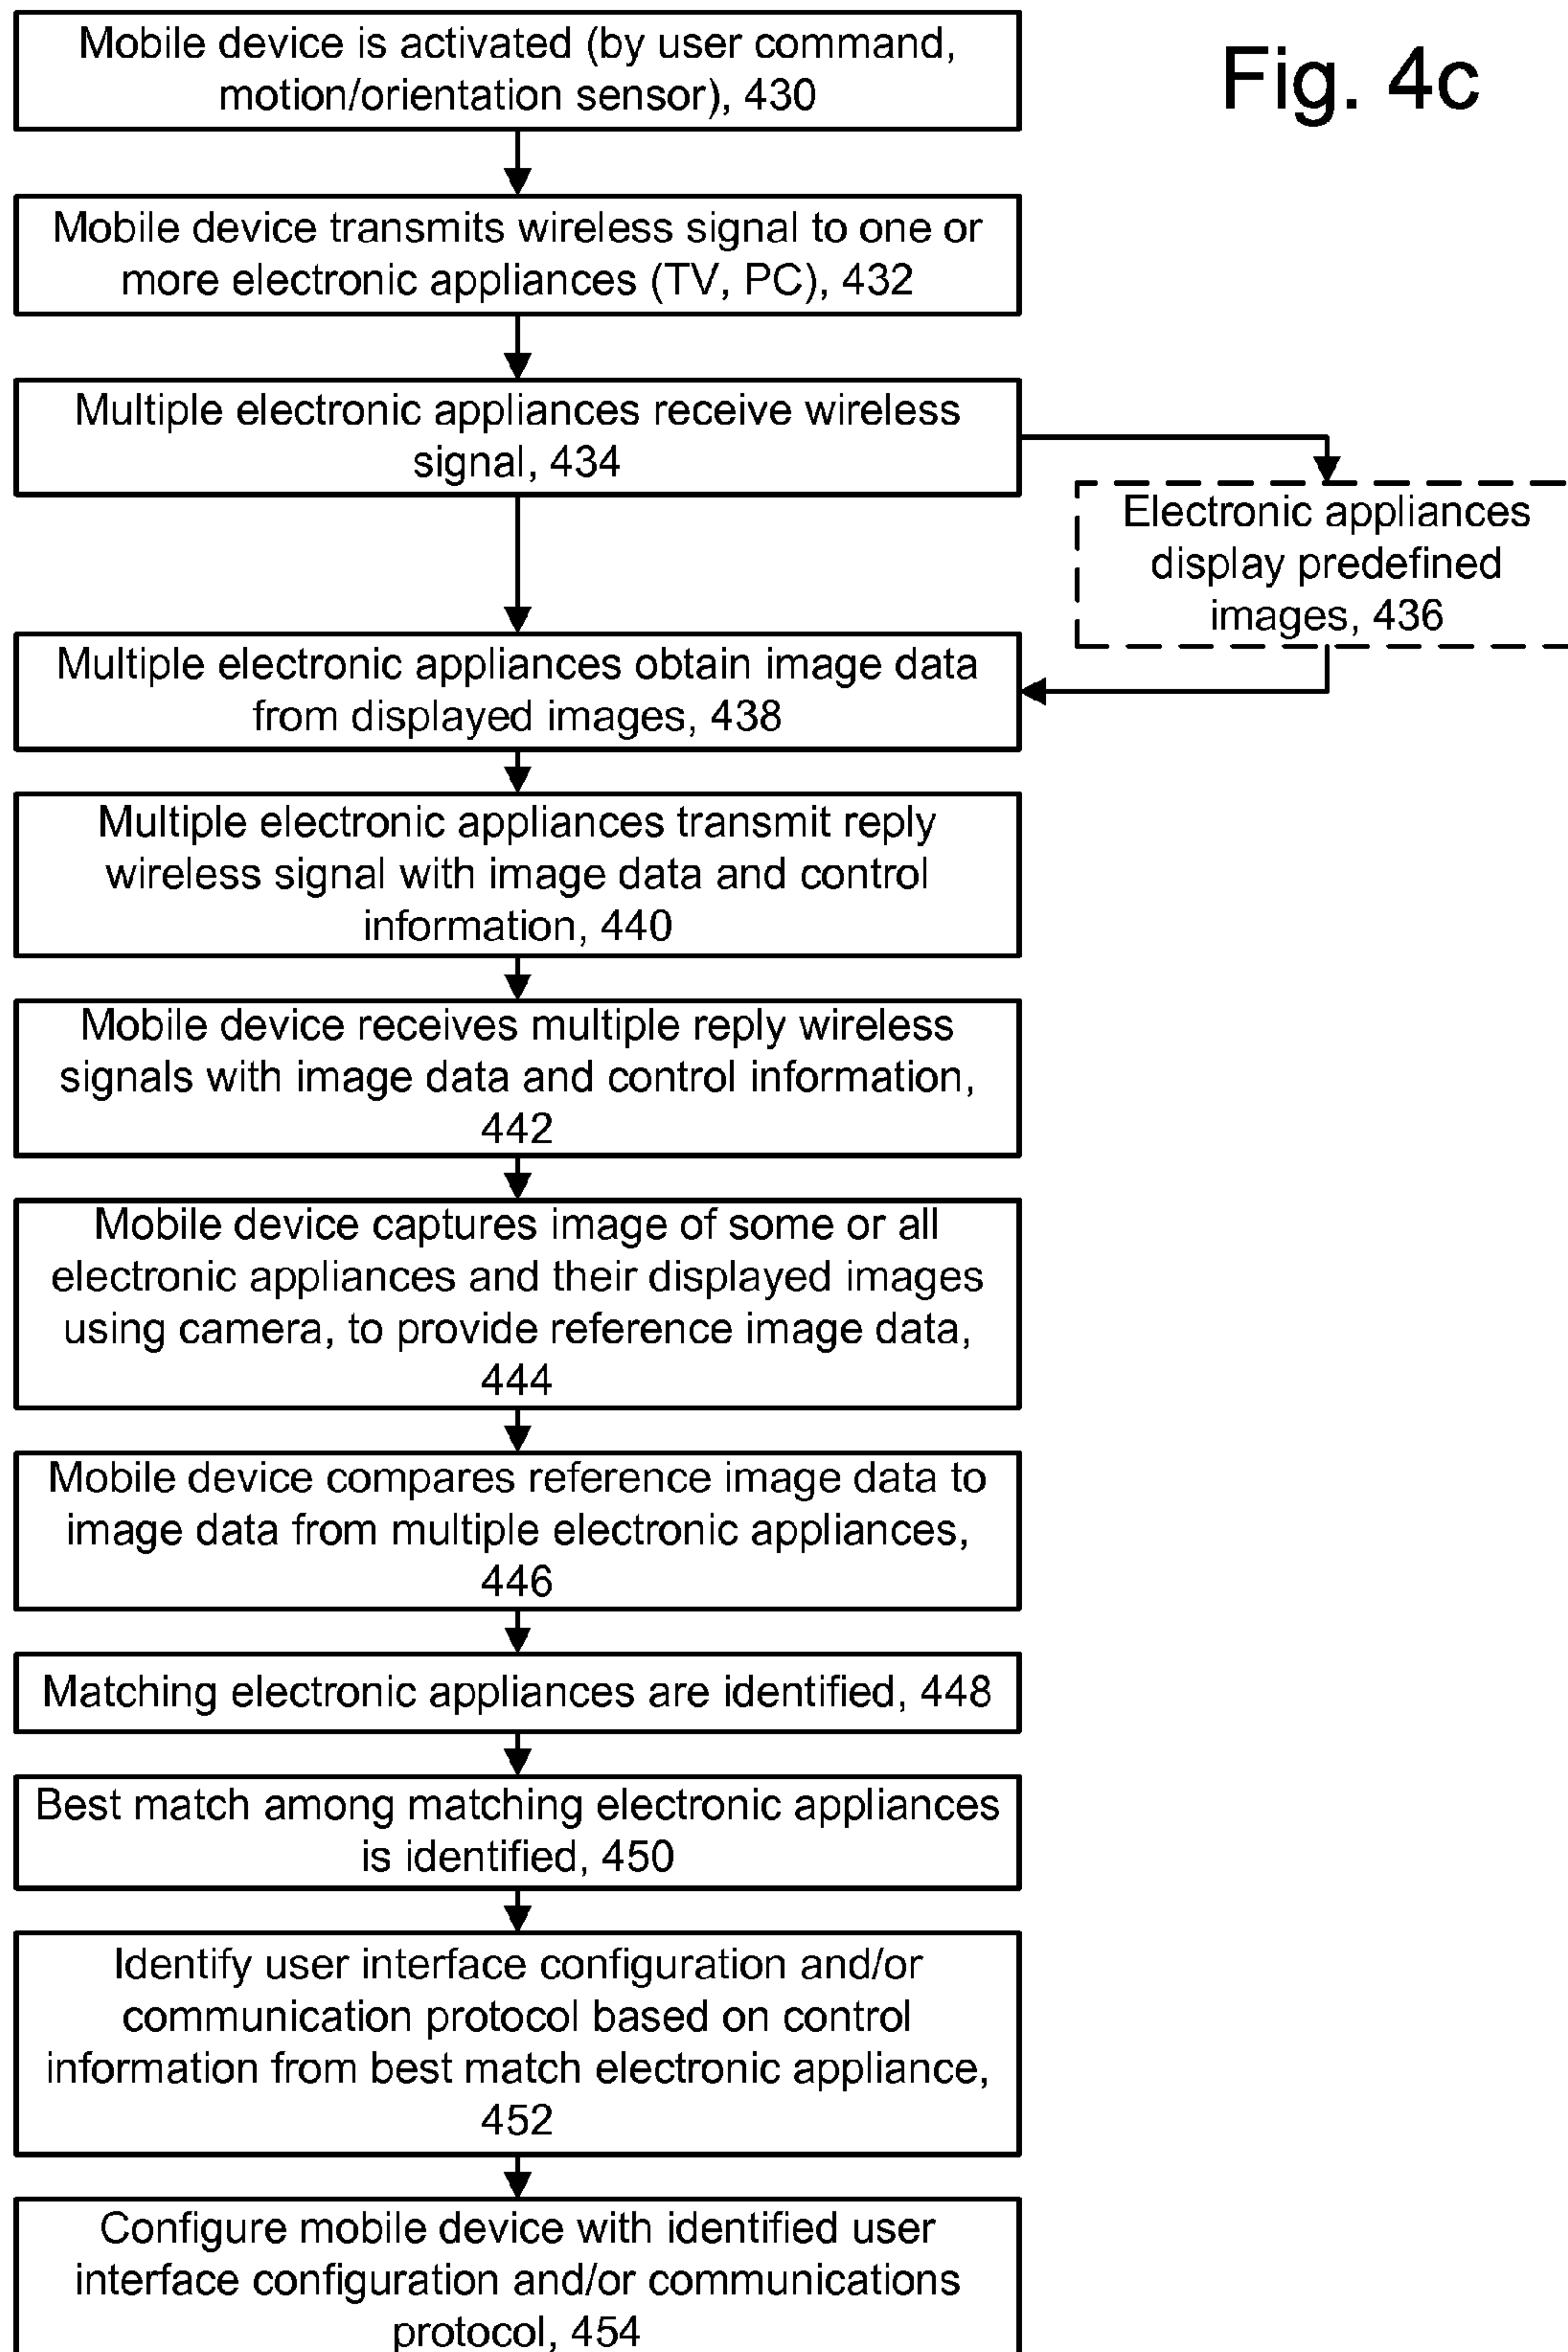 Fig. 4c
Mobile device is activated (by user command,
motion/orientation sensor), 430
Mobile device transmits wireless signal to one or
more electronic appliances (TV, PC), 432
Multiple electronic appliances receive wireless
signal, 434
Electronic appliances
display predefined
images, 436
Multiple electronic appliances obtain image data
from displayed images, 438
Multiple electronic appliances transmit reply
wireless signal with image data and control
information, 440
Mobile device receives multiple reply wireless
signals with image data and control information,
442
Mobile device captures image of some or all
electronic appliances and their displayed images
using camera, to provide reference image data,
444
Mobile device compares reference image data to
image data from multiple electronic appliances,
446
Matching electronic appliances are identified, 448
Best match among matching electronic appliances
is identified, 450
Identify user interface configuration and/or
communication protocol based on control
information from best match electronic appliance,
452
Configure mobile device with identified user
interface configuration and/or communications
protocol, 454